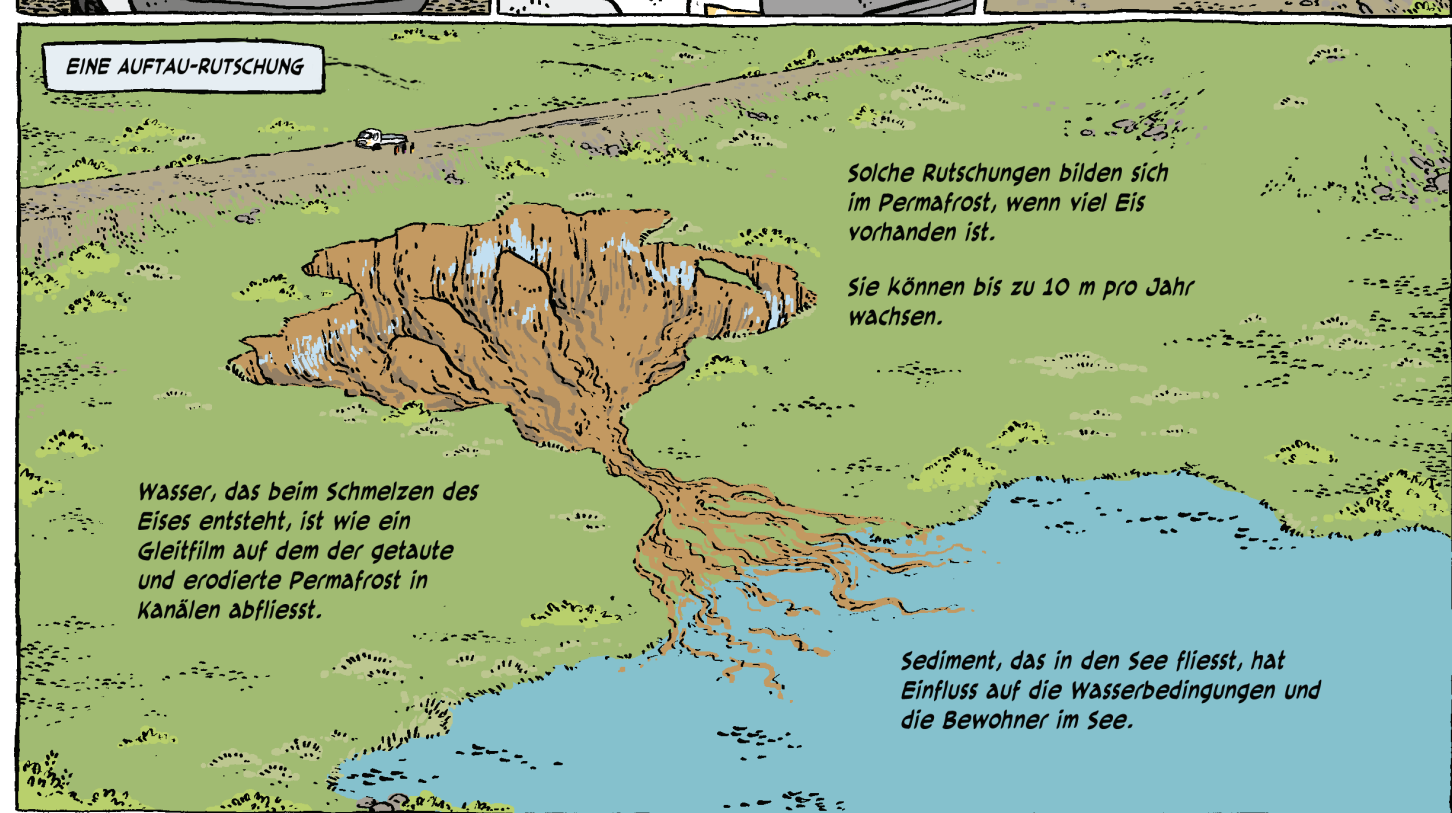 EINE AUFTAU-RUTSCHUNG
Solche Rutschungen bilden sich
im Permafrost, wenn viel Eis
vorhanden ist.
Sie können bis zu 10 m pro Jahr
wachsen.
Wasser, das beim Schmelzen des
Eises entsteht, ist wie ein
Gleitfilm auf dem der getaute
und erodierte Permafrost in
Kanälen abfliesst.
Sediment, das in den See fliesst, hat
Einfluss auf die Wasserbedingungen und
die Bewohner im See.